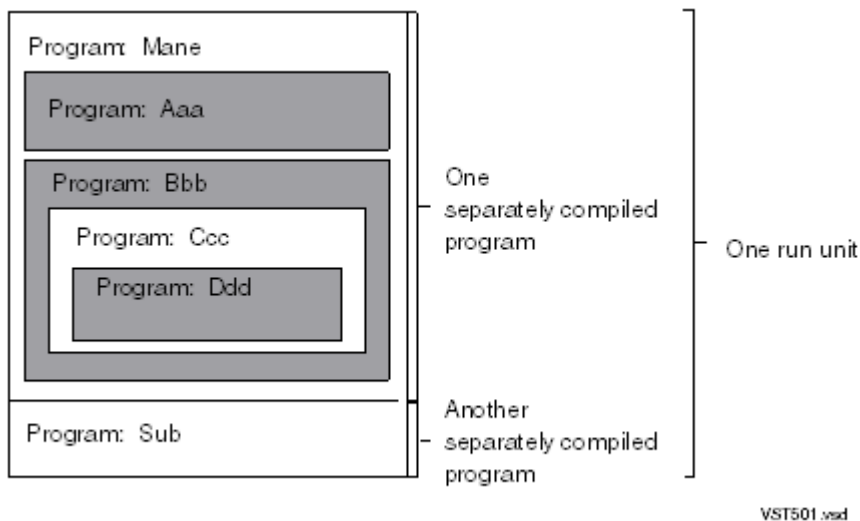 Program: Mane
Program: Aaa
Program: Bbb
Program: Ccc
Program: Ddd
One
separately compiled
program
One run unit
Program: Sub
Another
separately compiled
program
VST501.vsd